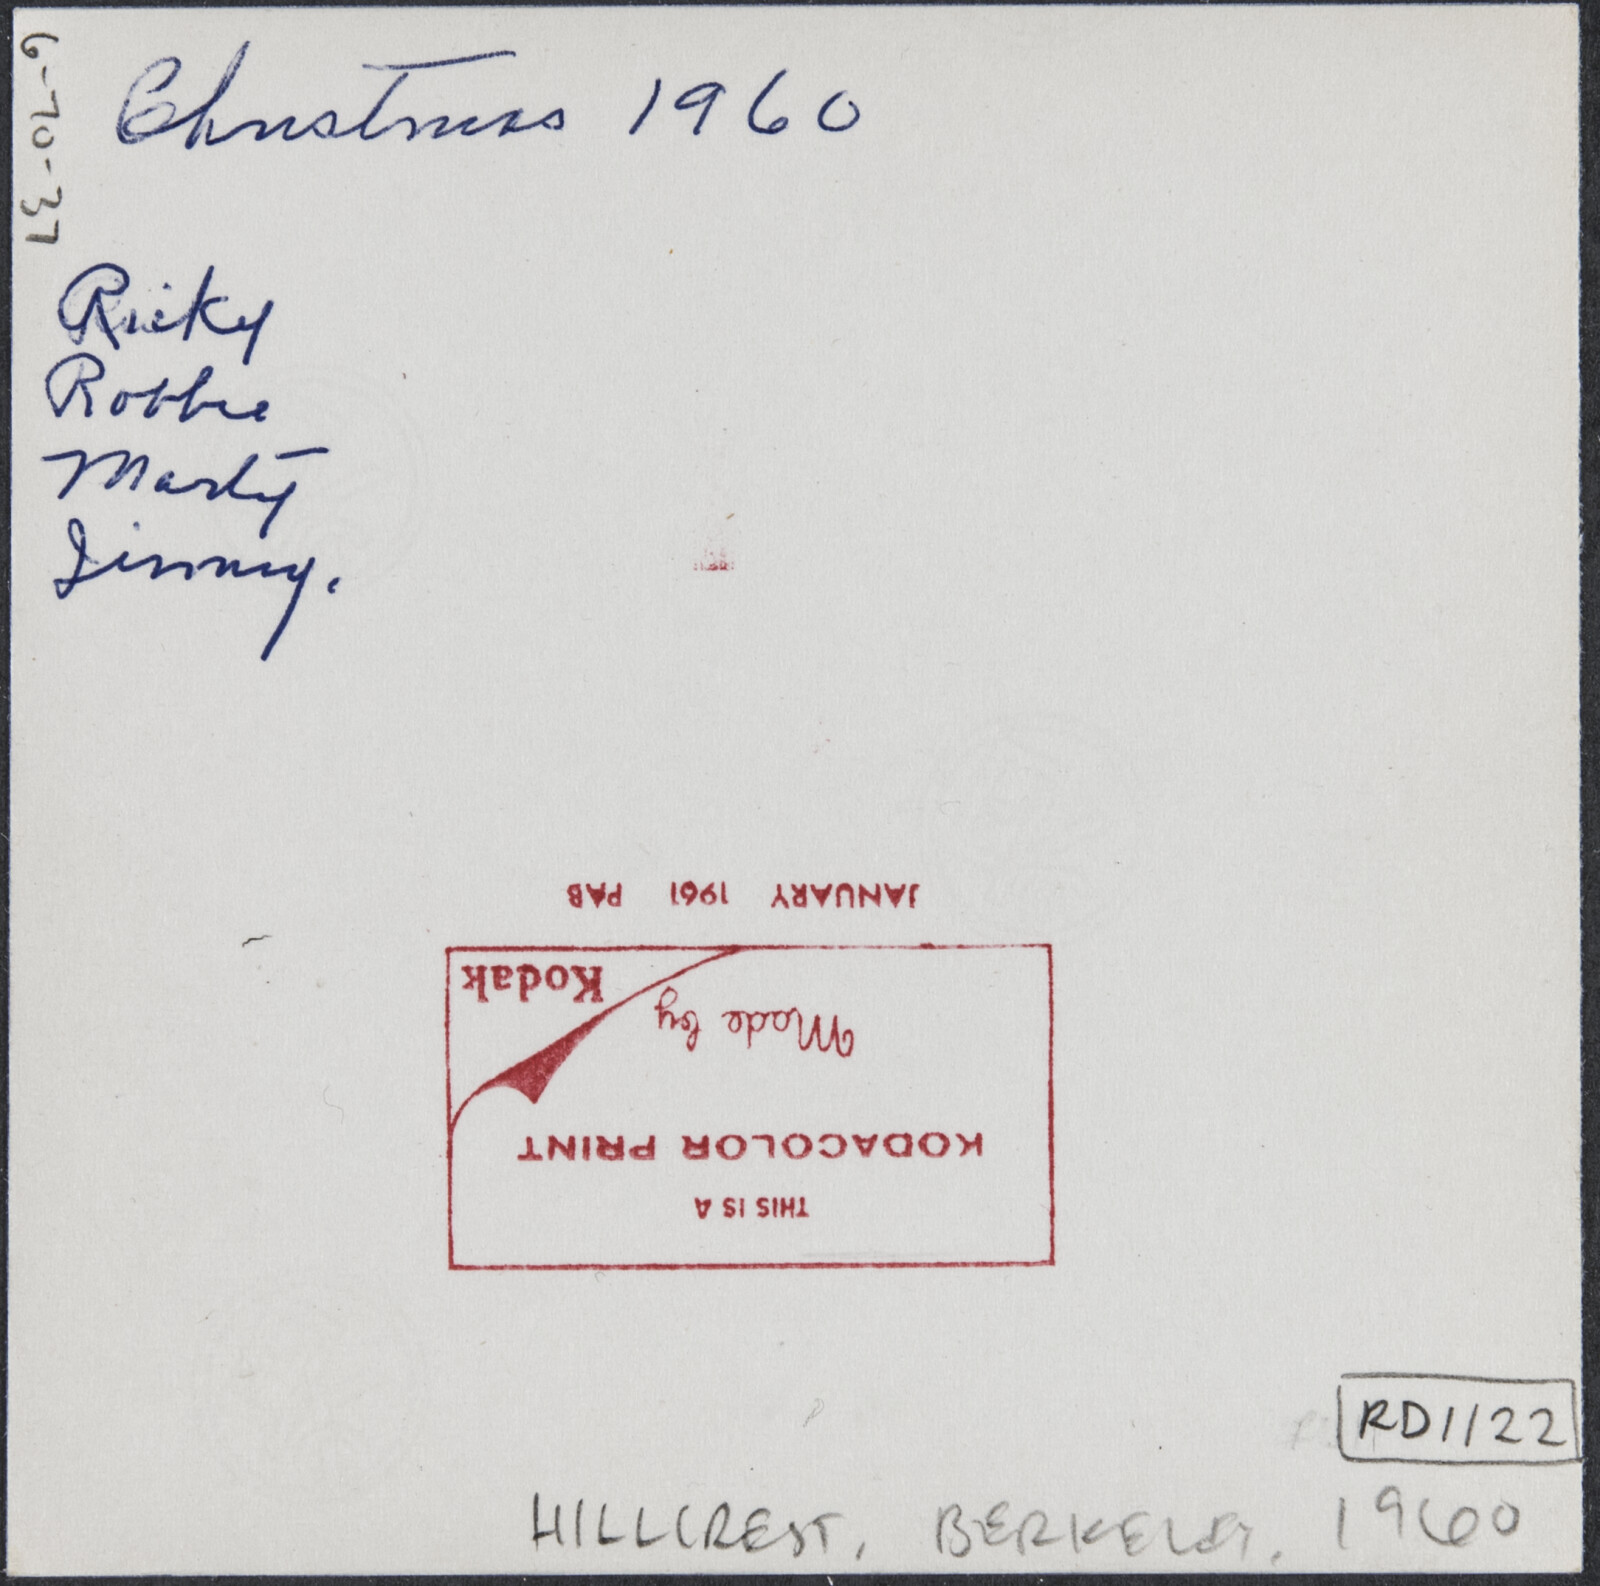 6-70-37
Christmas 1960
Ricky
Robbie
Marty
Jimmy.
THIS IS A
KODACOLOR PRINT
Made by
Kodak
JANUARY 1961 PAB
RD1122
HILLCREST, BERKELEY, 1960